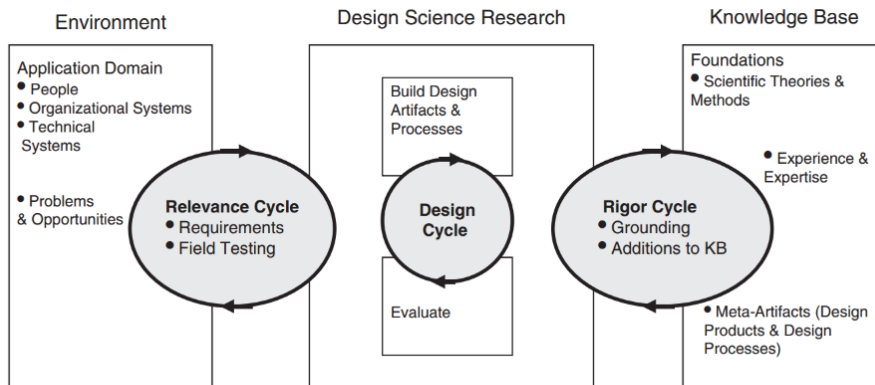 Environment
Design Science Research
Knowledge Base
Application Domain
● People
● Organizational Systems
● Technical
Systems
● Problems
& Opportunities
Relevance Cycle
● Requirements
● Field Testing
Build Design
Artifacts &
Processes
Design
Cycle
Evaluate
Rigor Cycle
● Grounding
● Additions to KB
Foundations
● Scientific Theories &
Methods
● Experience &
Expertise
● Meta-Artifacts (Design
Products & Design
Processes)